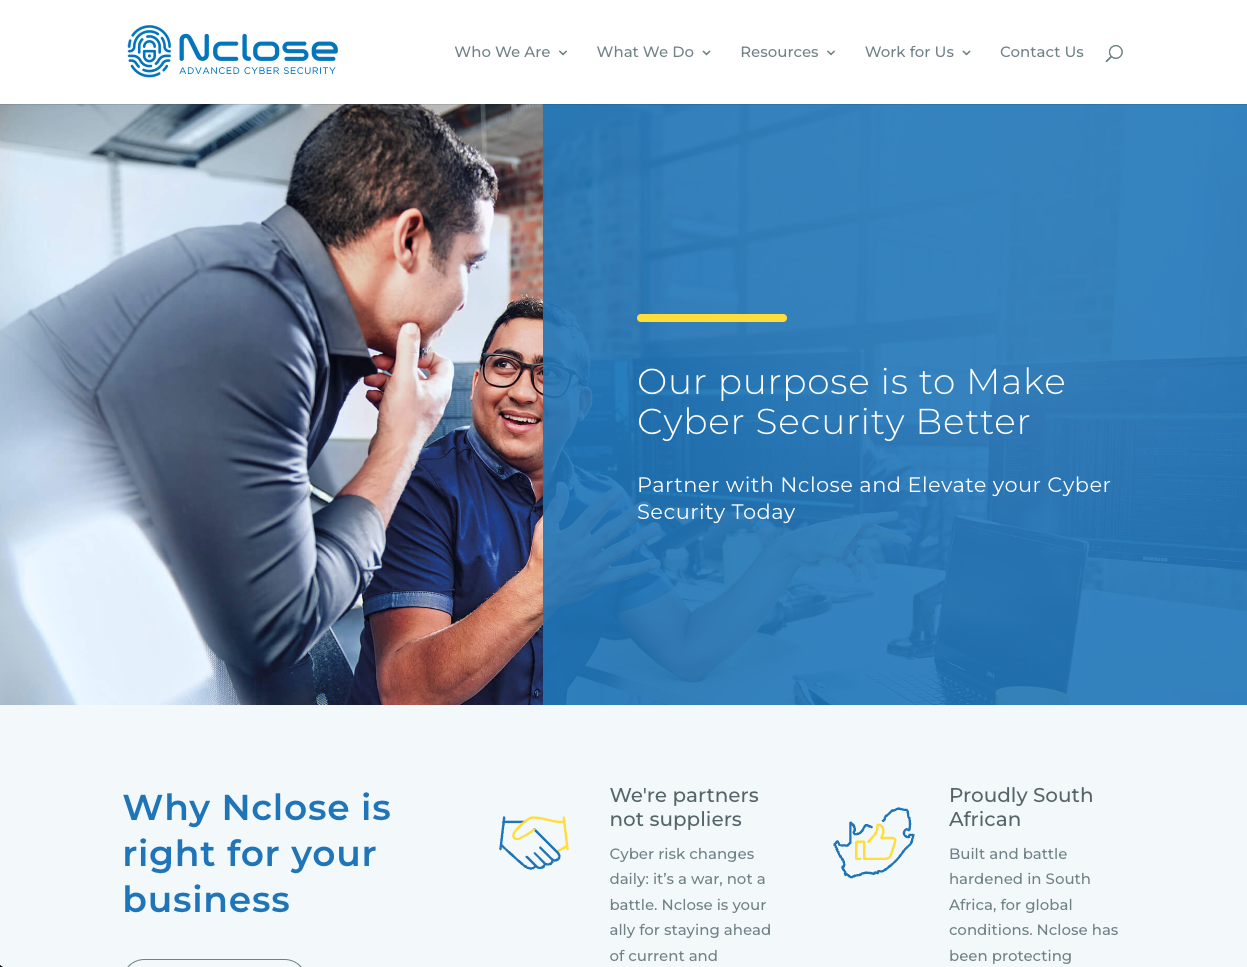 Nclose
ADVANCED CYBER SECURITY
Who We Are
What We Do
Resources
Work for Us
Contact Us
Our purpose is to Make
Cyber Security Better
Partner with Nclose and Elevate your Cyber
Security Today
Why Nclose is
right for your
business
We're partners
not suppliers
Cyber risk changes
daily: it’s a war, not a
battle. Nclose is your
ally for staying ahead
of current and
Proudly South
African
Built and battle
hardened in South
Africa, for global
conditions. Nclose has
been protecting